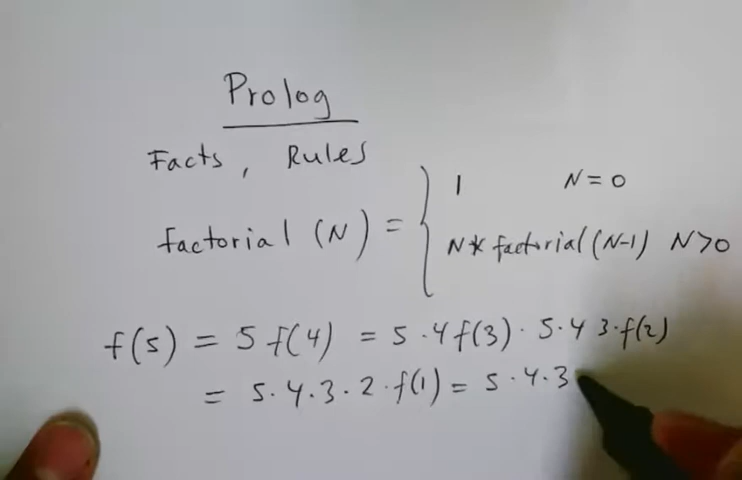 Prolog
Facts, Rules
factorial (N) = { 1 N=0
N* factorial (N-1) N>0
f(5) = 5 f(4) = 5·4f(3) · 5·4 3·f(2)
= 5·4·3·2·f(1) = 5·4·3